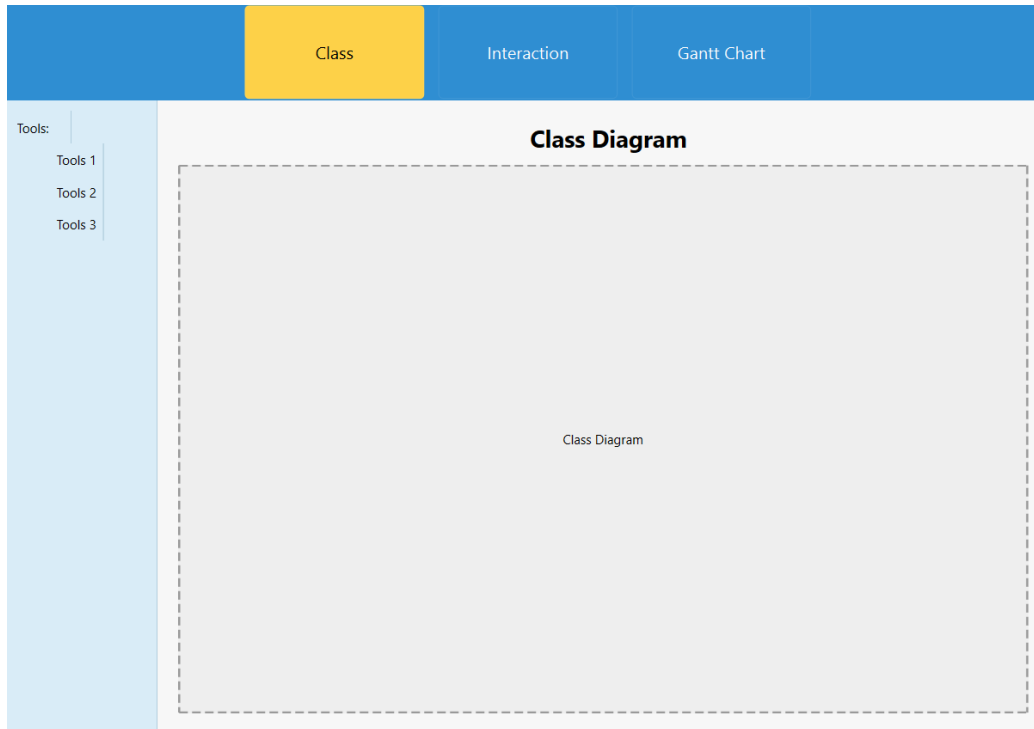 Class Interaction Gantt Chart
Tools:
Tools 1
Tools 2
Tools 3
Class Diagram
Class Diagram